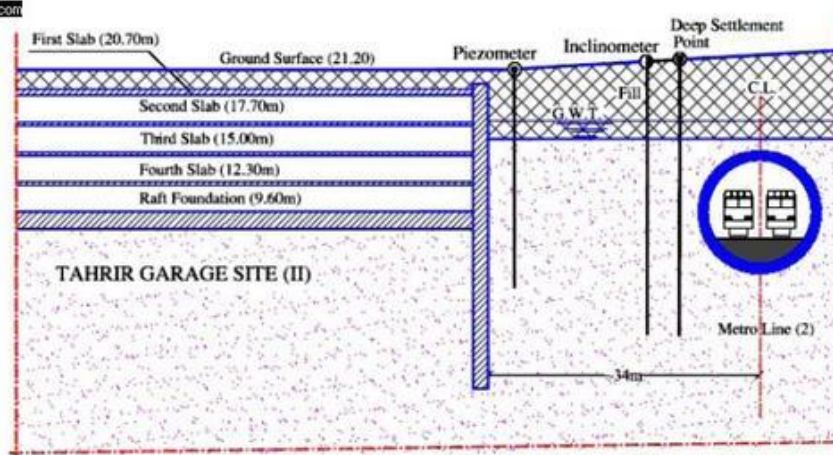 com
First Slab (20.70m)
Ground Surface (21.20)
Piezometer
Inclinometer
Deep Settlement
Point
Second Slab (17.70m)
Fill
C.L.
G.W.T.
Third Slab (15.00m)
Fourth Slab (12.30m)
Raft Foundation (9.60m)
TAHRIR GARAGE SITE (II)
Metro Line (2)
34m